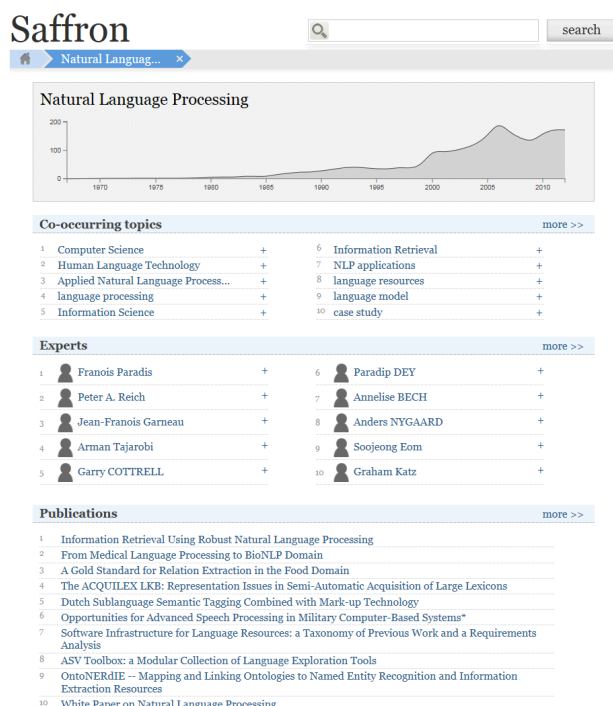 Saffron
search
Natural Languag... ×
Natural Language Processing
200
100
0
1970 1975 1980 1985 1990 1995 2000 2005 2010
Co-occurring topics more >>
1 Computer Science +
2 Human Language Technology +
3 Applied Natural Language Process... +
4 language processing +
5 Information Science +
6 Information Retrieval +
7 NLP applications +
8 language resources +
9 language model +
10 case study +
Experts more >>
1 Franois Paradis +
2 Peter A. Reich +
3 Jean-Franois Garneau +
4 Arman Tajarobi +
5 Garry COTTRELL +
6 Paradip DEY +
7 Annelise BECH +
8 Anders NYGAARD +
9 Soojeong Eom +
10 Graham Katz +
Publications more >>
1 Information Retrieval Using Robust Natural Language Processing
2 From Medical Language Processing to BioNLP Domain
3 A Gold Standard for Relation Extraction in the Food Domain
4 The ACQUILEX LKB: Representation Issues in Semi-Automatic Acquisition of Large Lexicons
5 Dutch Sublanguage Semantic Tagging Combined with Mark-up Technology
6 Opportunities for Advanced Speech Processing in Military Computer-Based Systems*
7 Software Infrastructure for Language Resources: a Taxonomy of Previous Work and a Requirements
Analysis
8 ASV Toolbox: a Modular Collection of Language Exploration Tools
9 OntoNERdIE -- Mapping and Linking Ontologies to Named Entity Recognition and Information
Extraction Resources
10 White Paper on Natural Language Processing